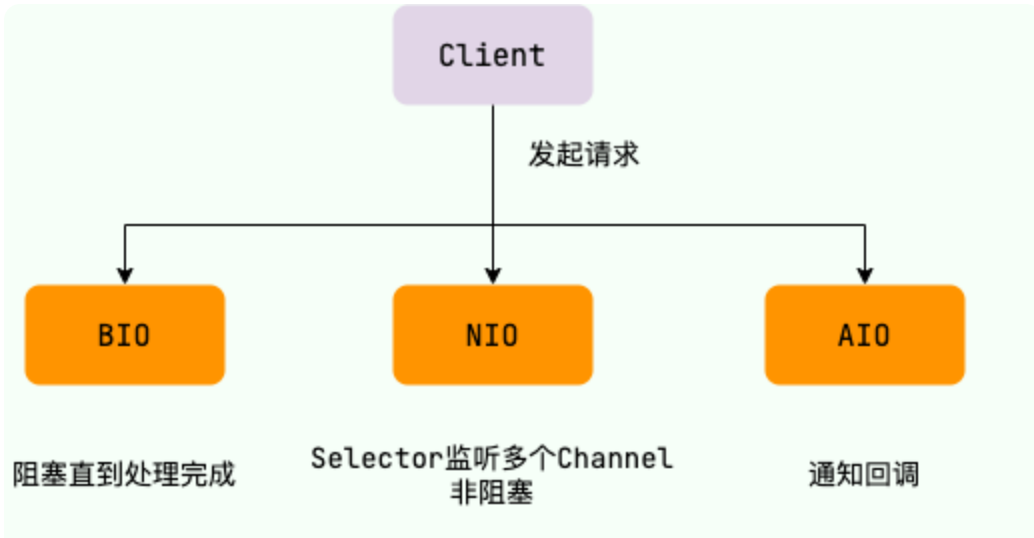 Client
发起请求
BIO
NIO
AIO
阻塞直到处理完成
Selector监听多个Channel
非阻塞
通知回调